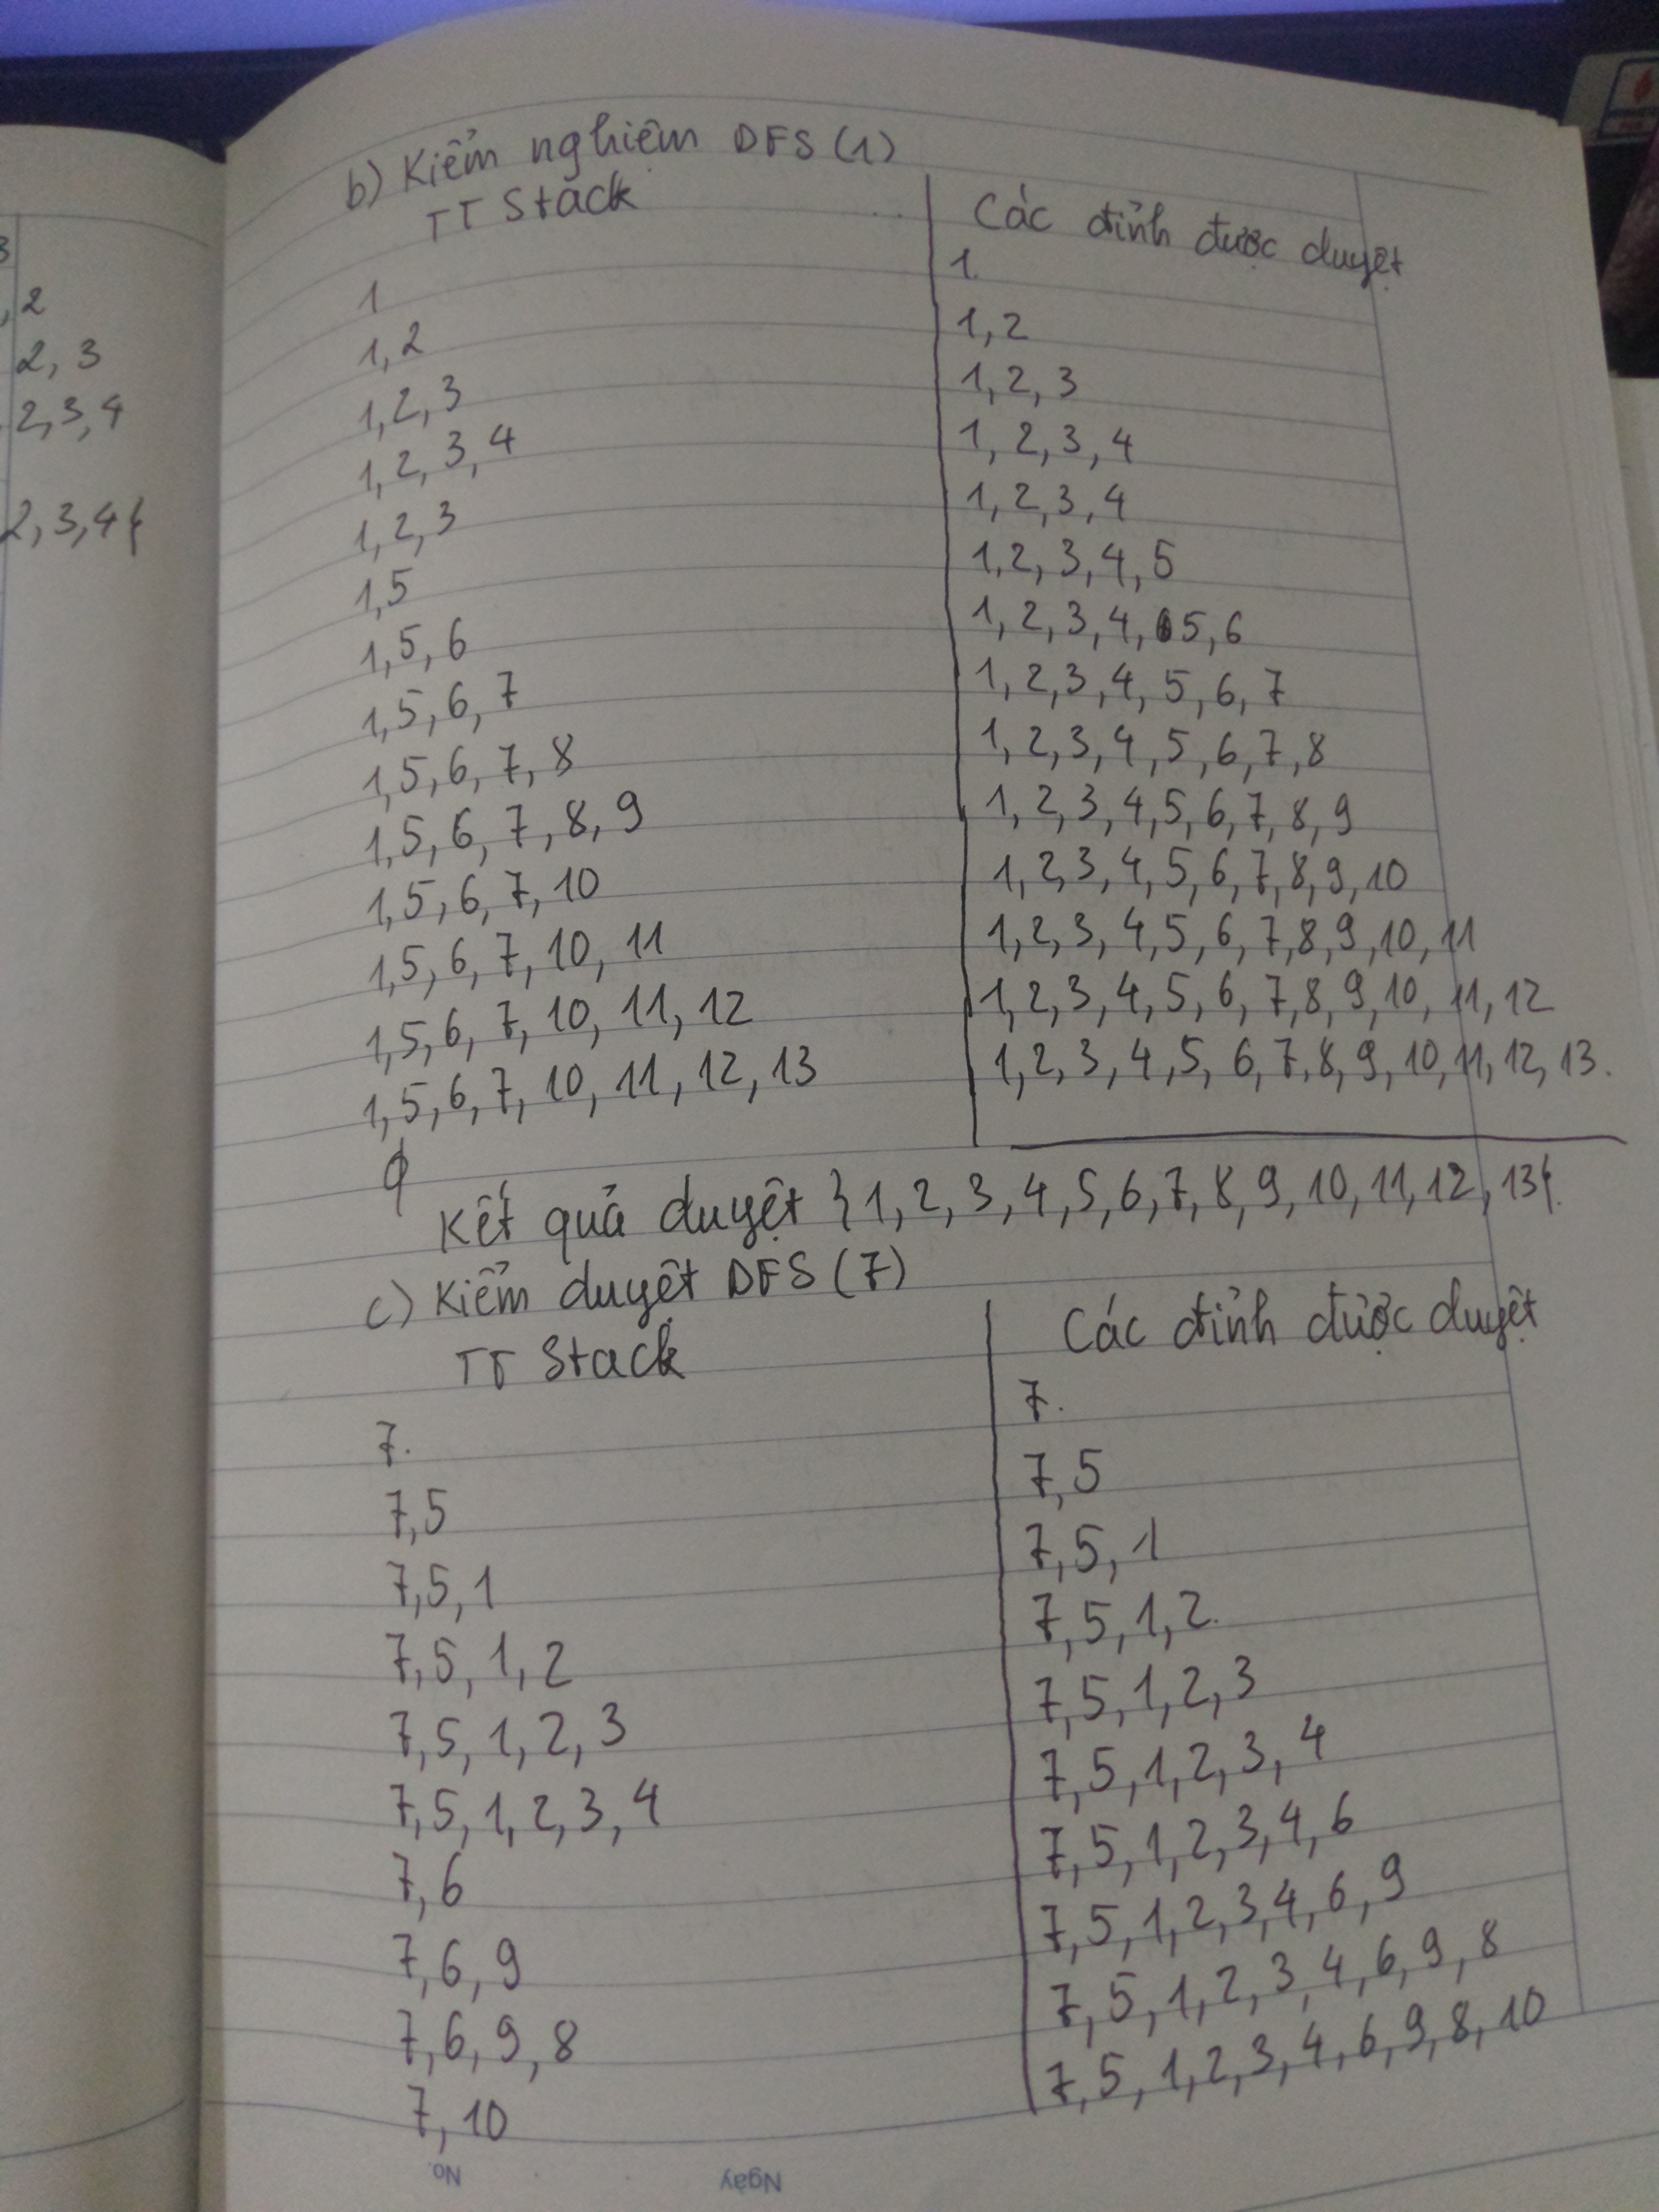 3
, 2
2, 3
2, 3, 4
2, 3, 4}
b) Kiểm nghiệm DFS (1)
TT Stack Các đỉnh được duyệt
1 1.
1, 2 1, 2
1, 2, 3 1, 2, 3
1, 2, 3, 4 1, 2, 3, 4
1, 2, 3 1, 2, 3, 4
1, 5 1, 2, 3, 4, 5
1, 5, 6 1, 2, 3, 4, 5, 6
1, 5, 6, 7 1, 2, 3, 4, 5, 6, 7
1, 5, 6, 7, 8 1, 2, 3, 4, 5, 6, 7, 8
1, 5, 6, 7, 8, 9 1, 2, 3, 4, 5, 6, 7, 8, 9
1, 5, 6, 7, 10 1, 2, 3, 4, 5, 6, 7, 8, 9, 10
1, 5, 6, 7, 10, 11 1, 2, 3, 4, 5, 6, 7, 8, 9, 10, 11
1, 5, 6, 7, 10, 11, 12 1, 2, 3, 4, 5, 6, 7, 8, 9, 10, 11, 12
1, 5, 6, 7, 10, 11, 12, 13 1, 2, 3, 4, 5, 6, 7, 8, 9, 10, 11, 12, 13.
ϕ
Kết quả duyệt {1, 2, 3, 4, 5, 6, 7, 8, 9, 10, 11, 12, 13}.
c) Kiểm duyệt DFS (7)
TT Stack Các đỉnh được duyệt
7. 7.
7, 5 7, 5
7, 5, 1 7, 5, 1
7, 5, 1, 2 7, 5, 1, 2.
7, 5, 1, 2, 3 7, 5, 1, 2, 3
7, 5, 1, 2, 3, 4 7, 5, 1, 2, 3, 4
7, 6 7, 5, 1, 2, 3, 4, 6
7, 6, 9 7, 5, 1, 2, 3, 4, 6, 9
7, 6, 9, 8 7, 5, 1, 2, 3, 4, 6, 9, 8
7, 10 7, 5, 1, 2, 3, 4, 6, 9, 8, 10
No. Ngày